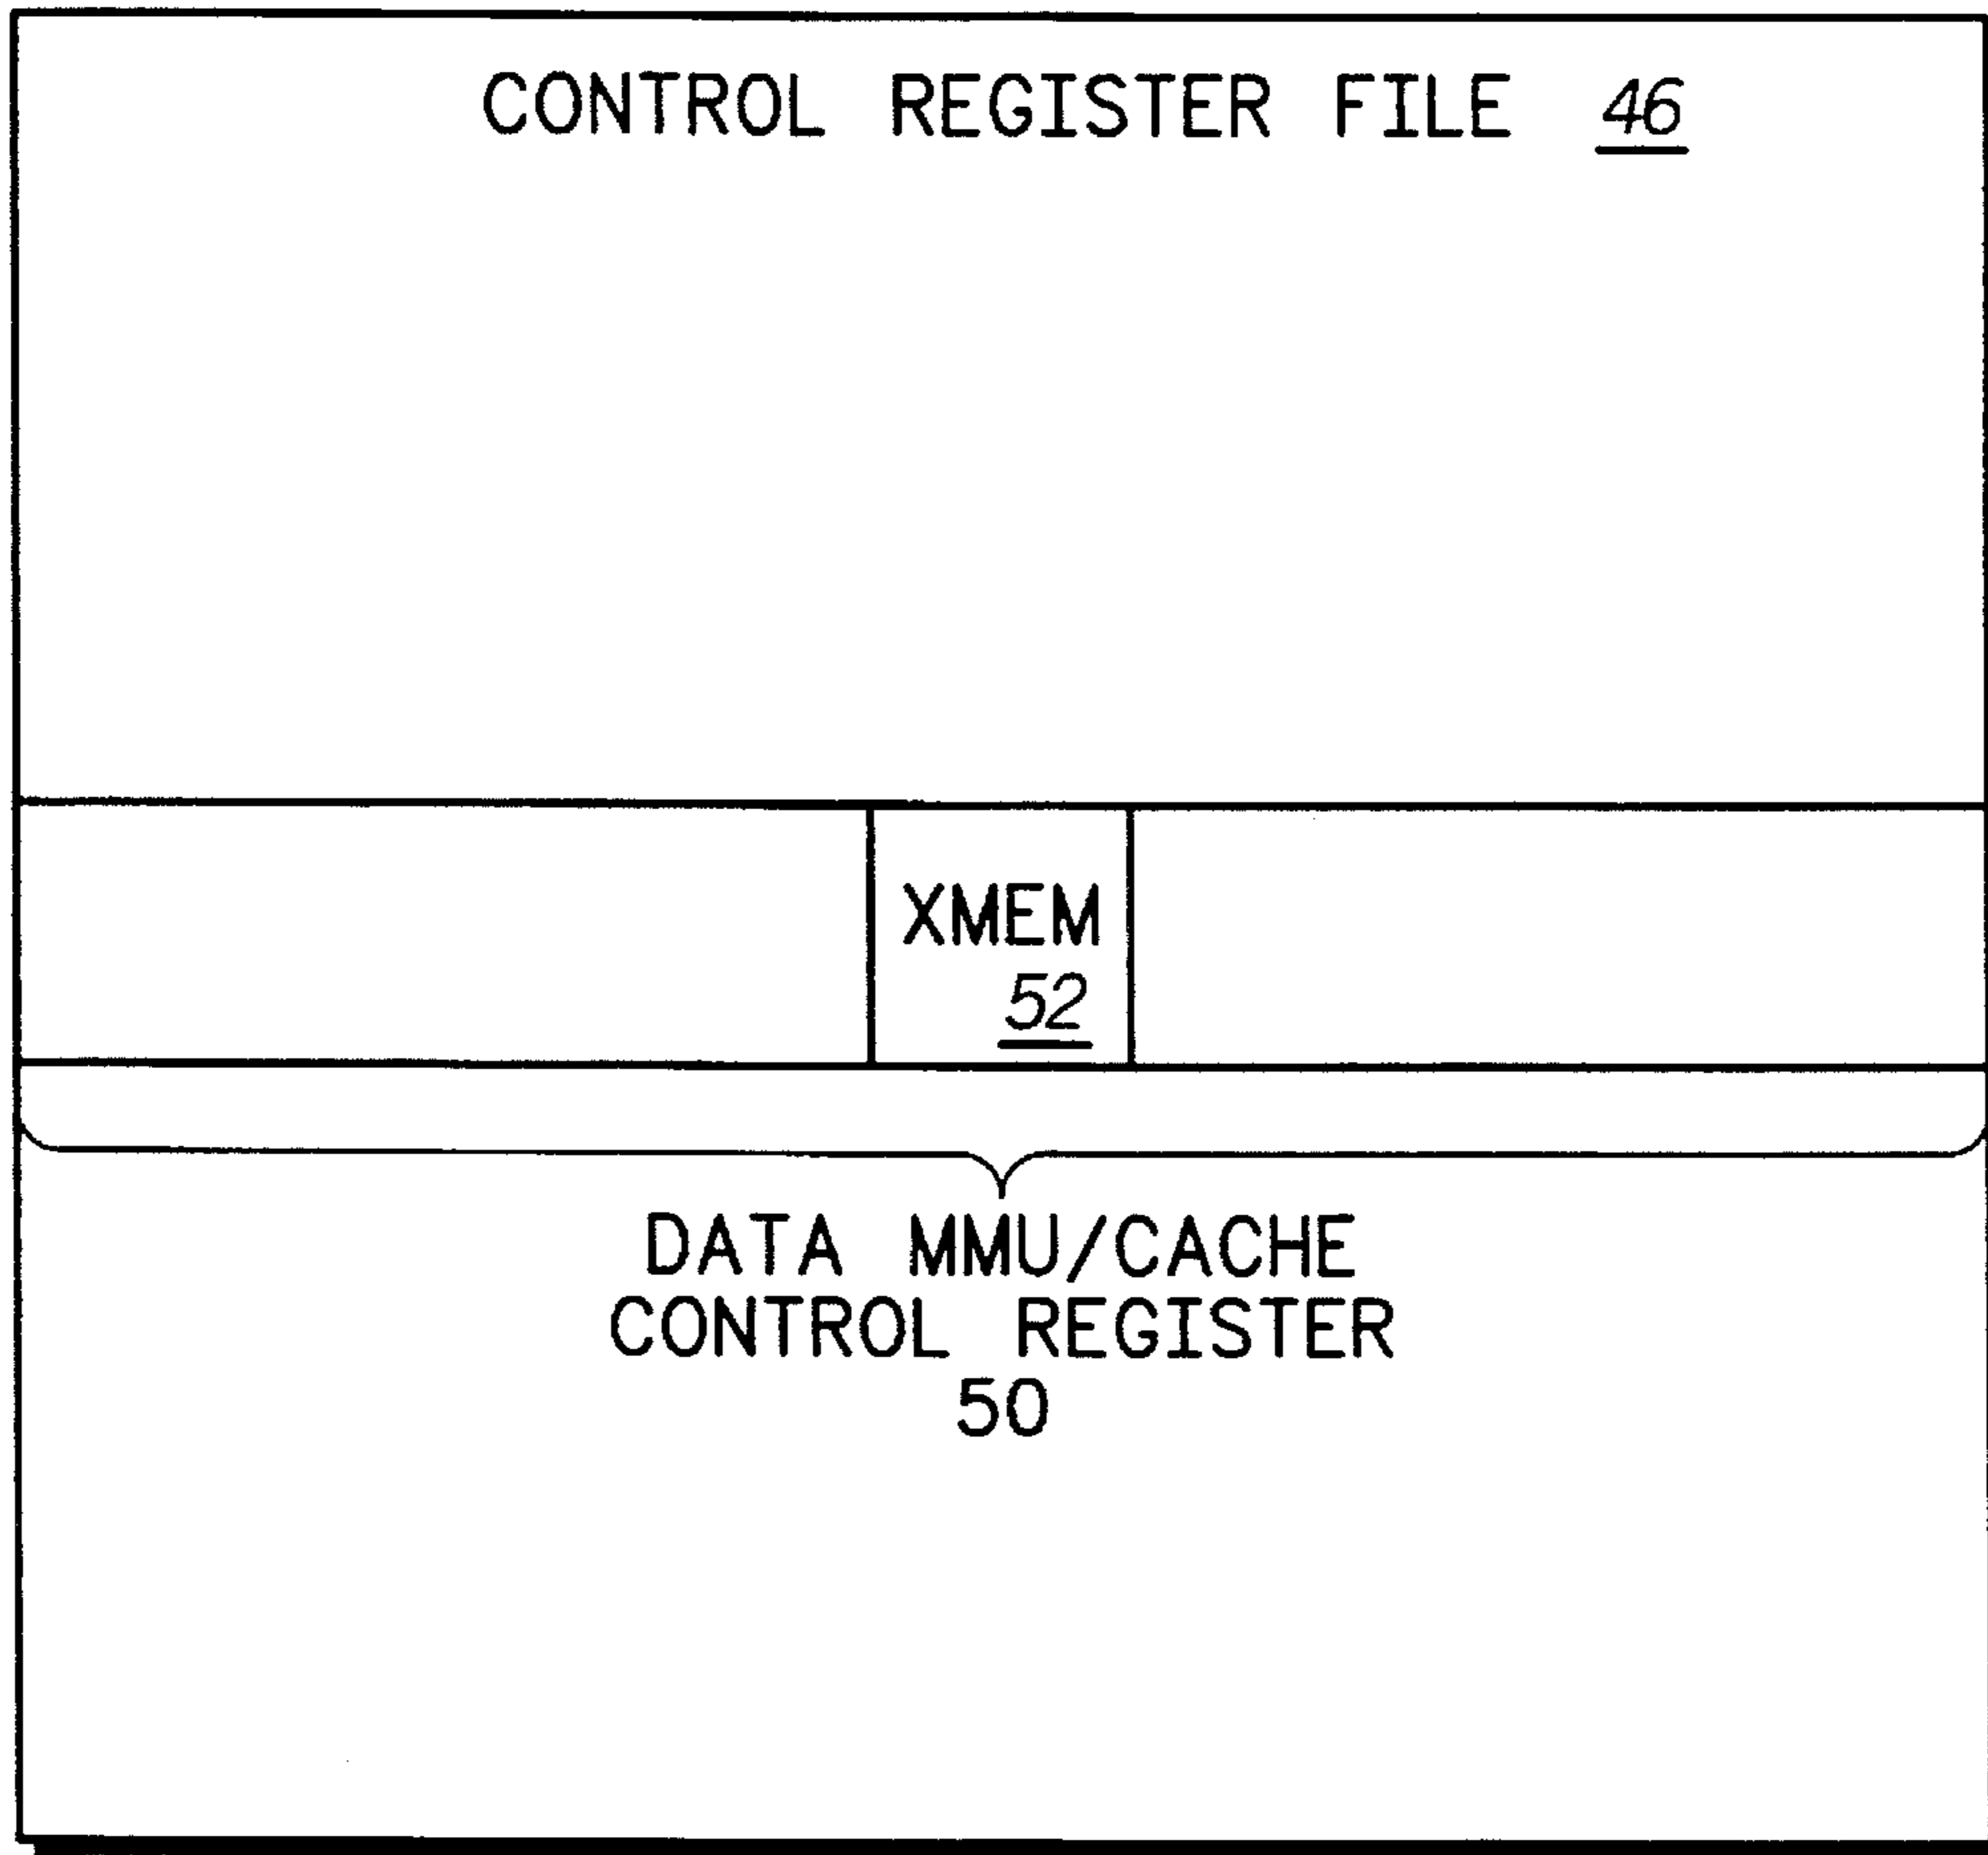 CONTROL REGISTER FILE 46
XMEM
52
DATA MMU/CACHE
CONTROL REGISTER
50